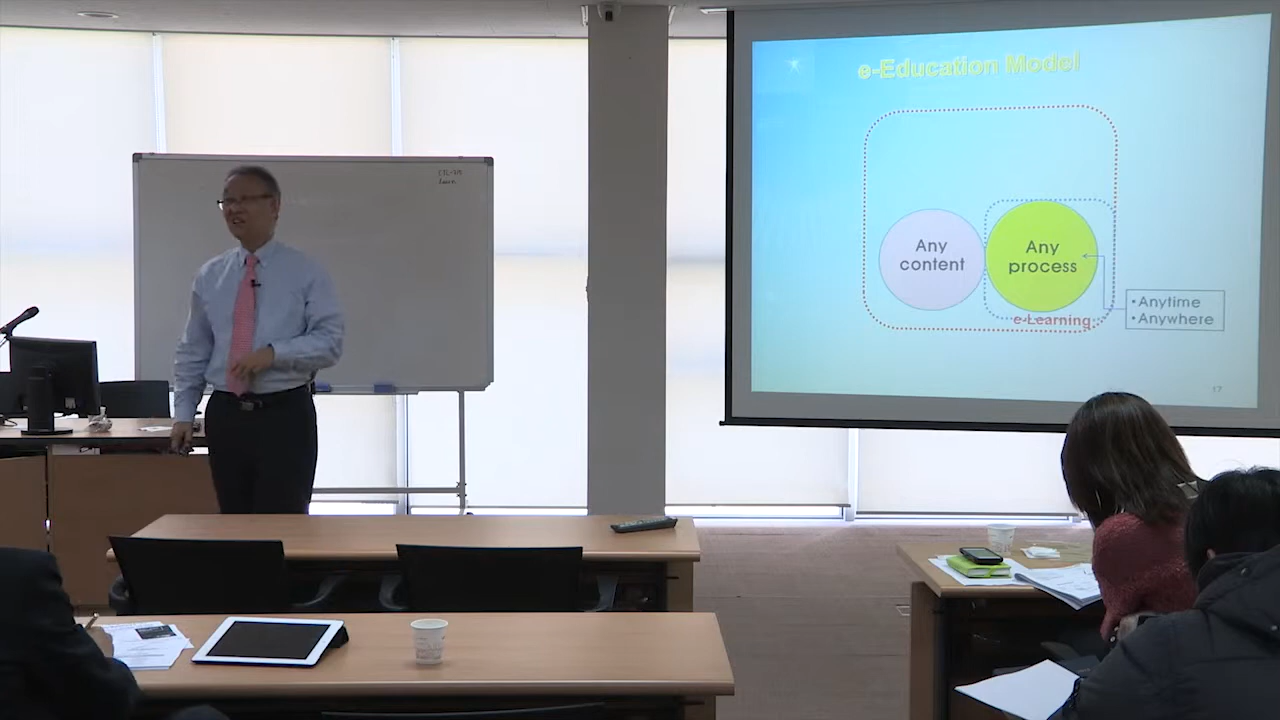 e-Education Model
Any
content
Any
process
e-Learning
•Anytime
•Anywhere
17